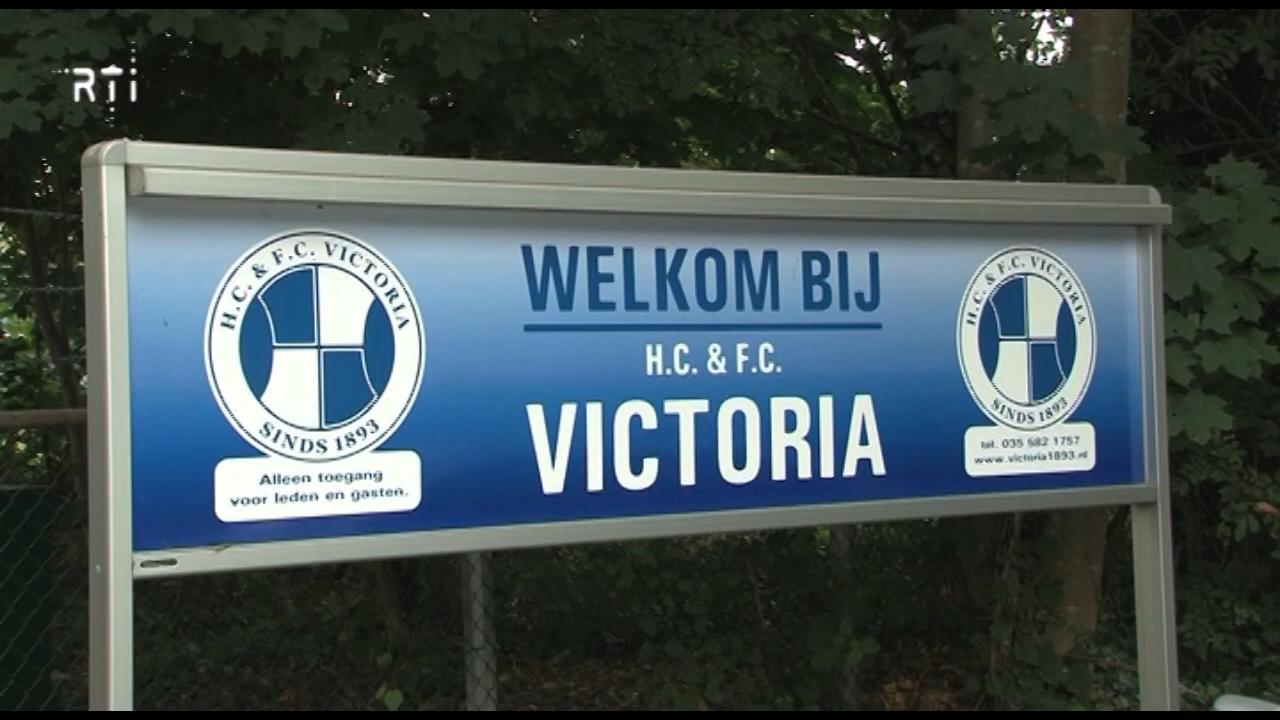 RTi
H.C. & F.C. VICTORIA
SINDS 1893
Alleen toegang
voor leden en gasten.
WELKOM BIJ
H.C. & F.C.
VICTORIA
H.C. & F.C. VICTORIA
SINDS 1893
tel. 035 582 1757
www.victoria1893.nl